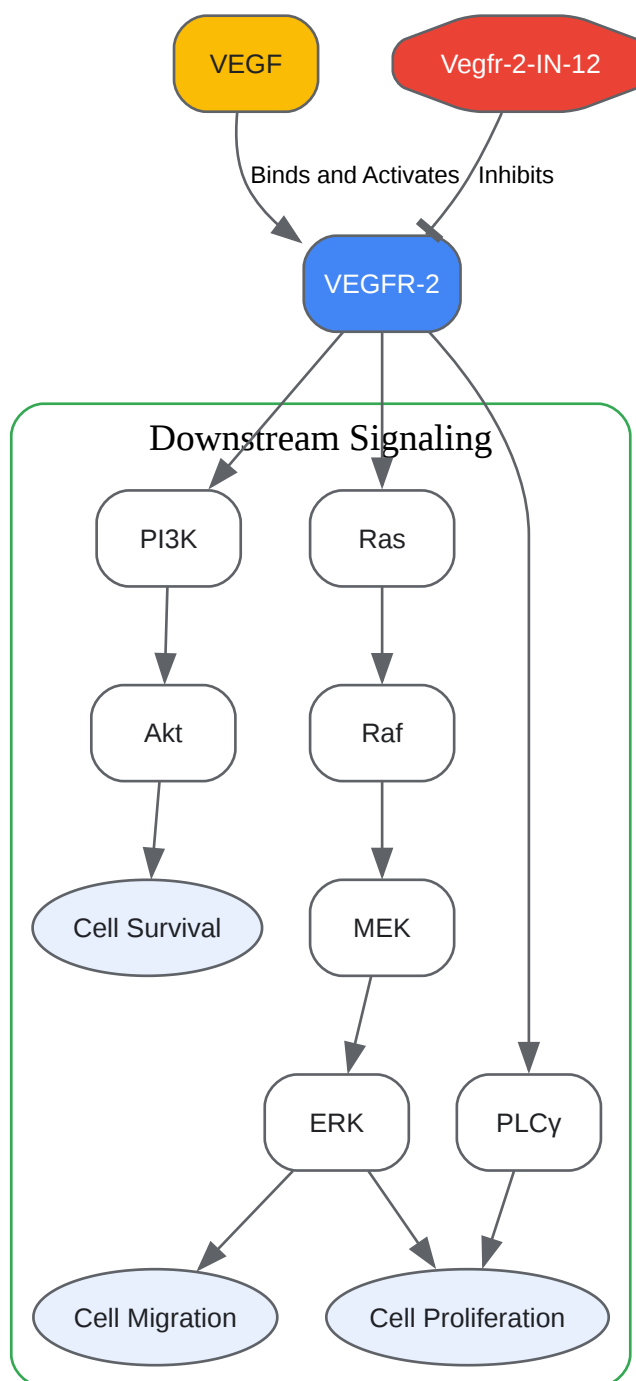 VEGF
Vegfr-2-IN-12
Binds and Activates
Inhibits
VEGFR-2
Downstream Signaling
PI3K
Ras
Akt
Raf
Cell Survival
MEK
ERK
PLCγ
Cell Migration
Cell Proliferation